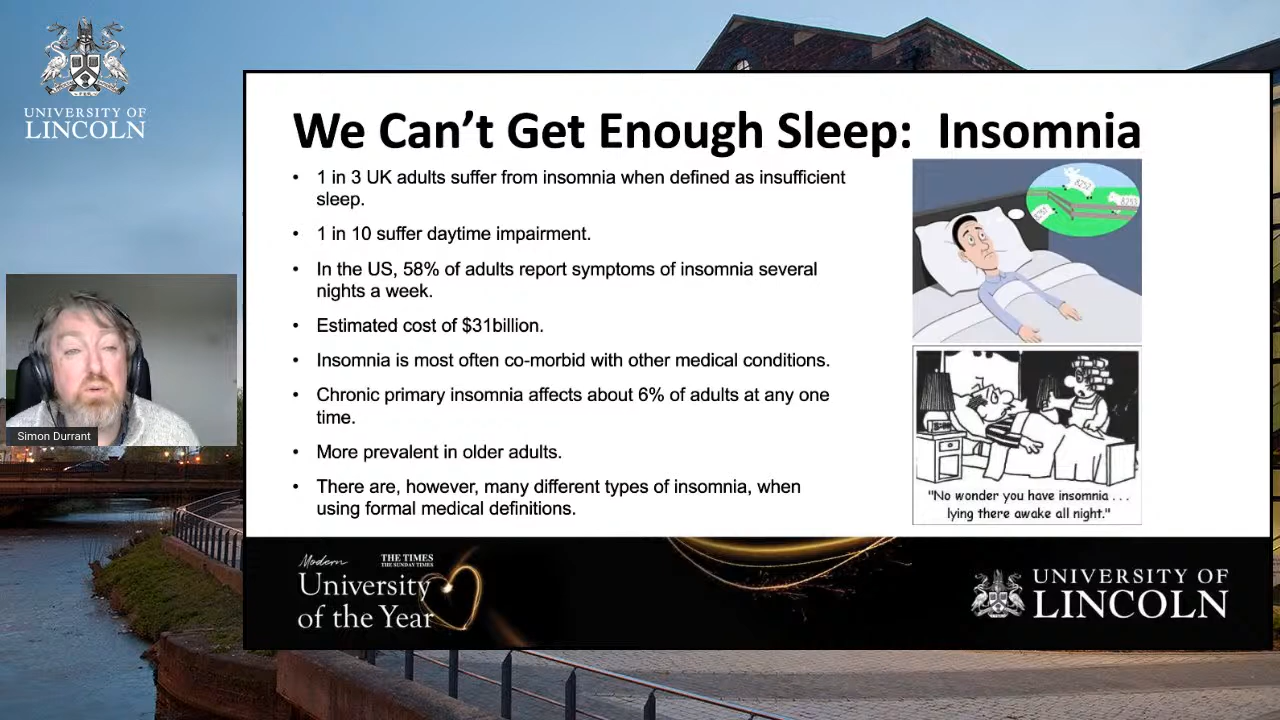 UNIVERSITY OF
LINCOLN
We Can't Get Enough Sleep: Insomnia
• 1 in 3 UK adults suffer from insomnia when defined as insufficient
sleep.
• 1 in 10 suffer daytime impairment.
• In the US, 58% of adults report symptoms of insomnia several
nights a week.
• Estimated cost of $31billion.
• Insomnia is most often co-morbid with other medical conditions.
• Chronic primary insomnia affects about 6% of adults at any one
time.
• More prevalent in older adults.
• There are, however, many different types of insomnia, when
using formal medical definitions.
8252
8253
"No wonder you have insomnia . . .
lying there awake all night."
Simon Durrant
Modern
THE TIMES
THE SUNDAY TIMES
University
of the Year
UNIVERSITY OF
LINCOLN